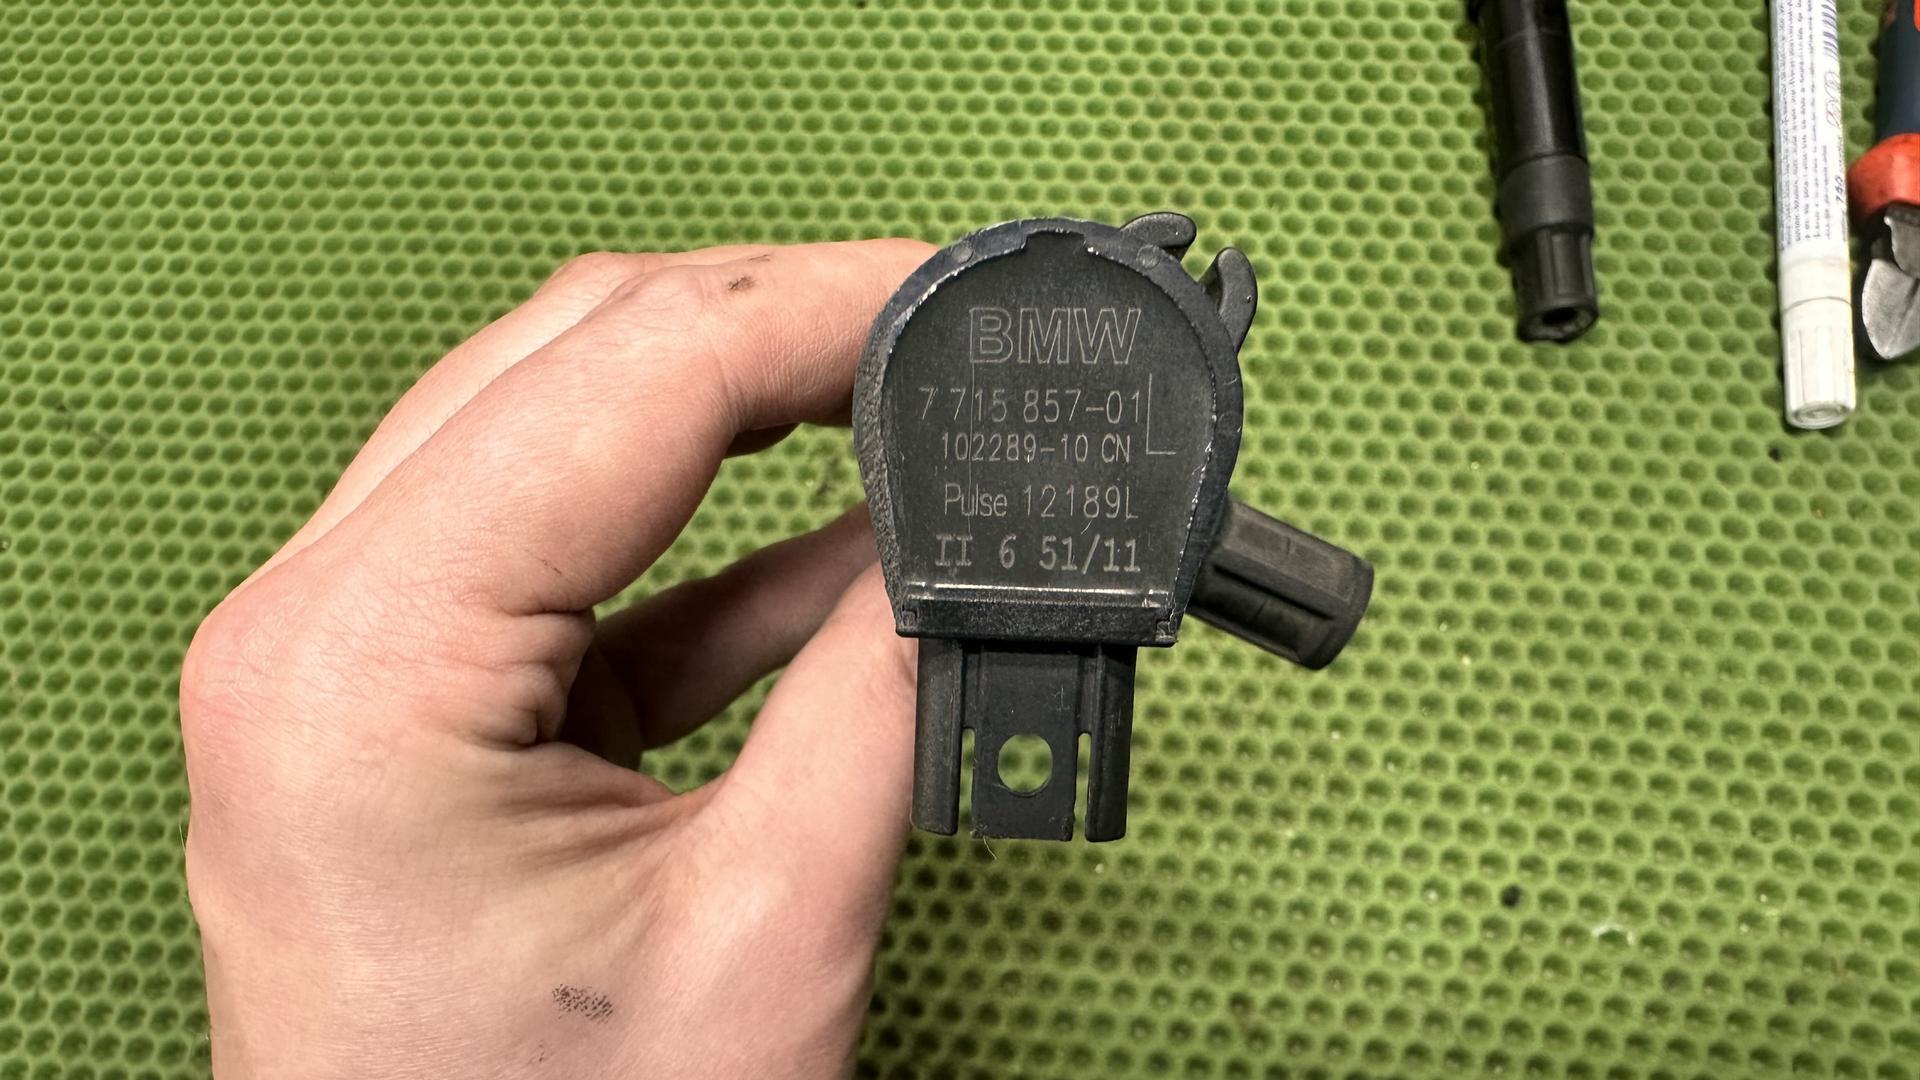 BMW
7 715 857-01
102289-10 CN
Pulse 12189L
II 6 51/11